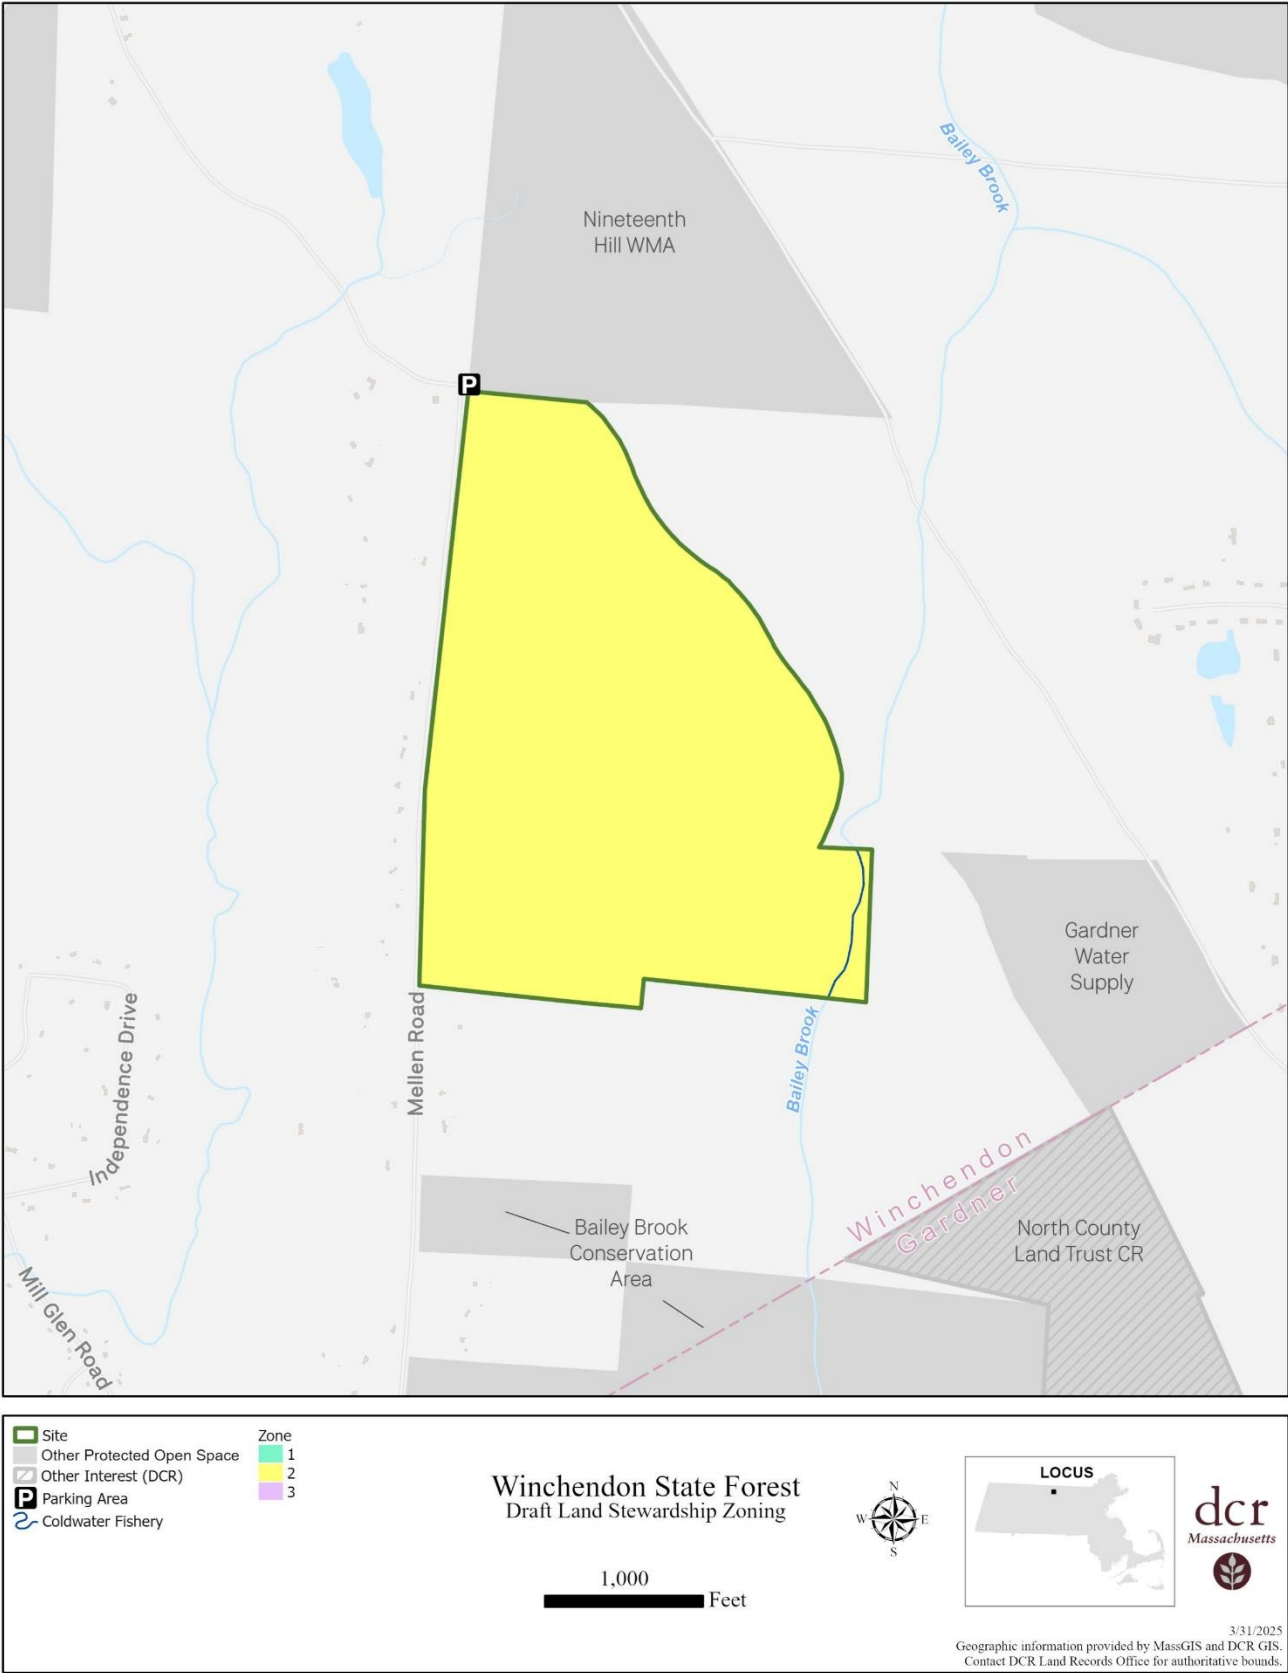 Bailey Brook
Nineteenth
Hill WMA
P
Gardner
Water
Supply
Independence Drive
Mellen Road
Bailey Brook
Winchendon
Gardner
Bailey Brook
Conservation
Area
North County
Land Trust CR
Mill Glen Road
Site
Other Protected Open Space
Other Interest (DCR)
P Parking Area
Coldwater Fishery
Zone
1
2
3
Winchendon State Forest
Draft Land Stewardship Zoning
1,000
Feet
N
W E
S
LOCUS
dcr
Massachusetts
3/31/2025
Geographic information provided by MassGIS and DCR GIS.
Contact DCR Land Records Office for authoritative bounds.